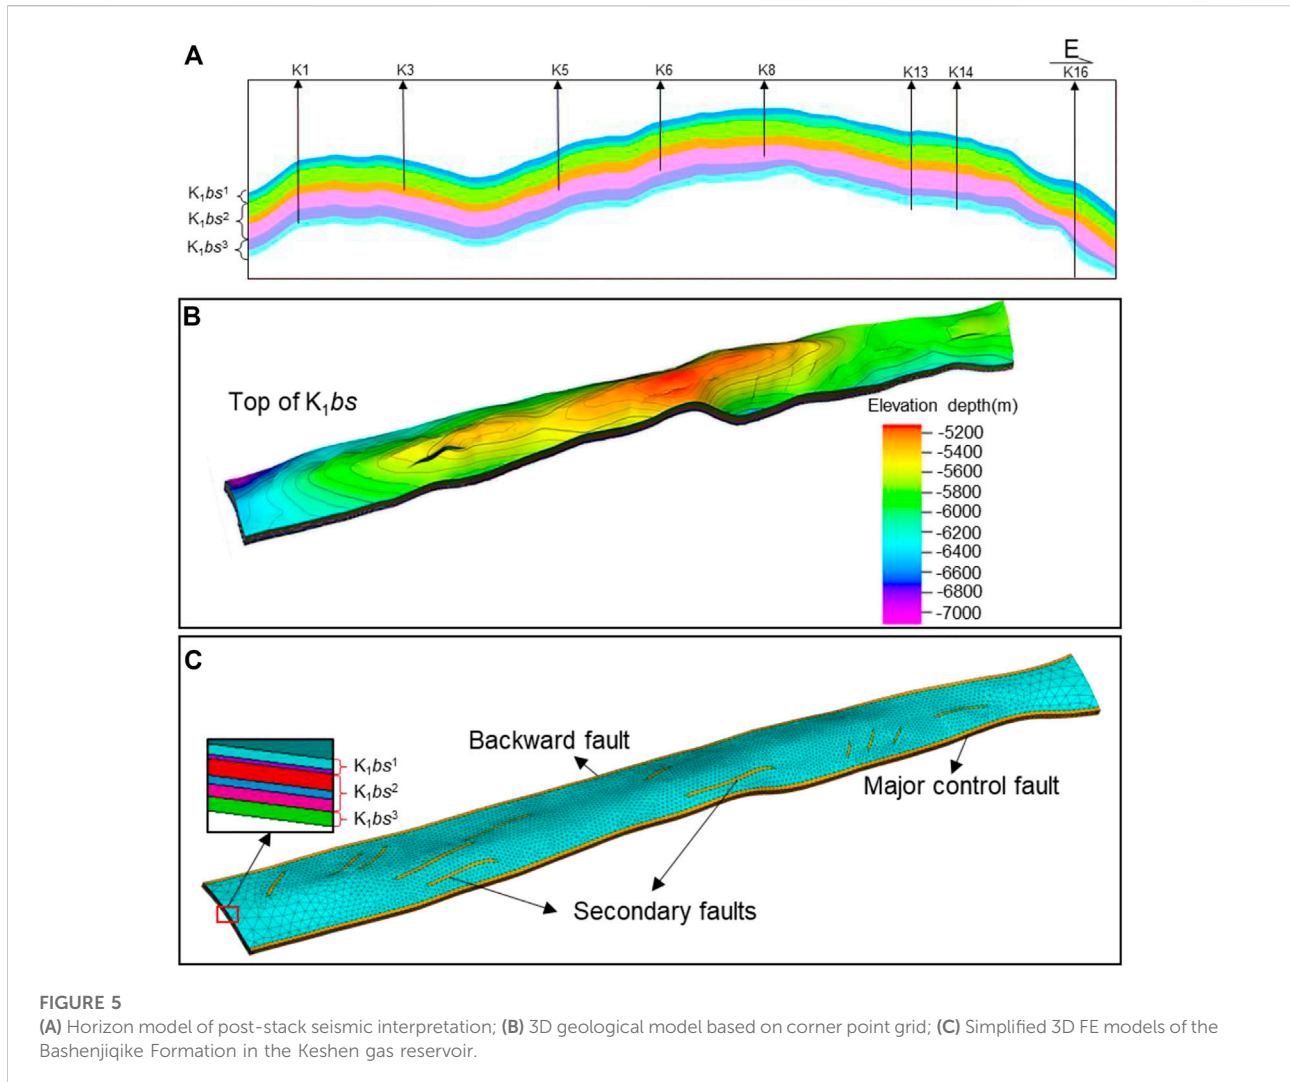 A
E
K1 K3 K5 K6 K8 K13 K14 K16
K₁bs¹
K₁bs²
K₁bs³
B
Top of K₁bs
Elevation depth(m)
-5200
-5400
-5600
-5800
-6000
-6200
-6400
-6600
-6800
-7000
C
Backward fault
K₁bs¹
K₁bs²
K₁bs³
Major control fault
Secondary faults
FIGURE 5
(A) Horizon model of post-stack seismic interpretation; (B) 3D geological model based on corner point grid; (C) Simplified 3D FE models of the
Bashenjiqike Formation in the Keshen gas reservoir.